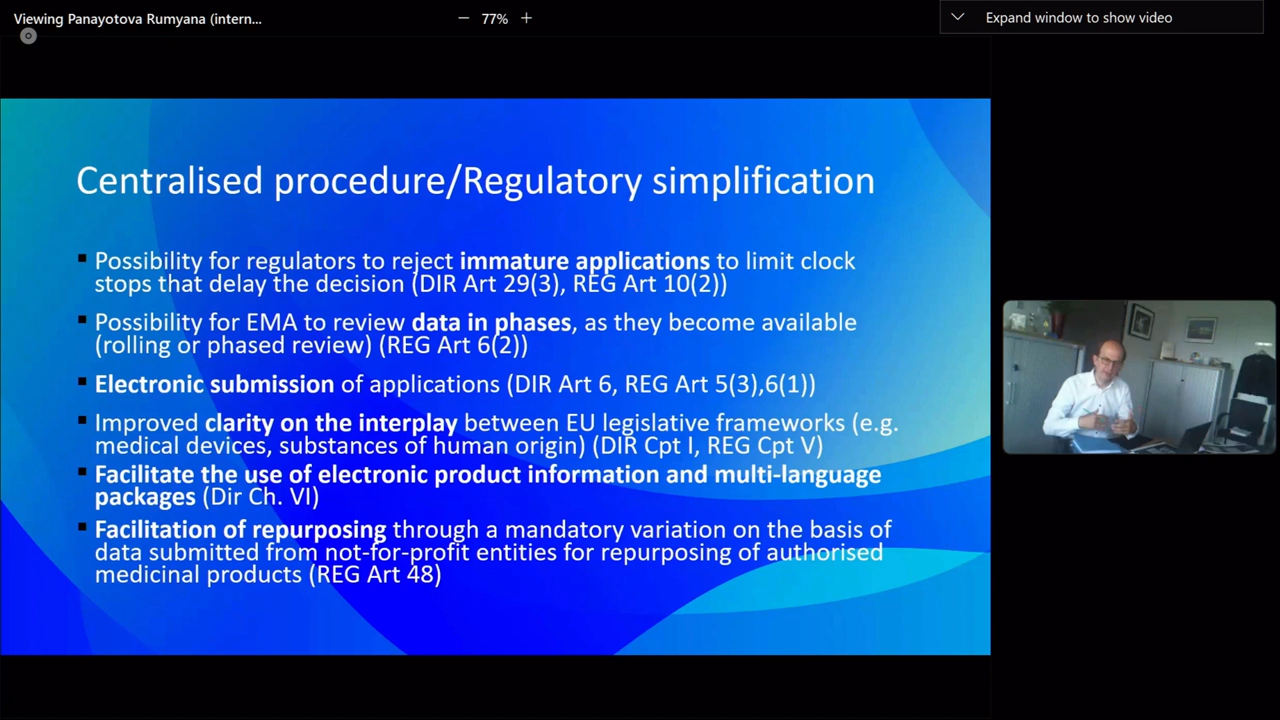 Viewing Panayotova Rumyana (intern...
77%
Expand window to show video
Centralised procedure/Regulatory simplification
Possibility for regulators to reject immature applications to limit clock
stops that delay the decision (DIR Art 29(3), REG Art 10(2))
Possibility for EMA to review data in phases, as they become available
(rolling or phased review) (REG Art 6(2))
Electronic submission of applications (DIR Art 6, REG Art 5(3),6(1))
Improved clarity on the interplay between EU legislative frameworks (e.g.
medical devices, substances of human origin) (DIR Cpt I, REG Cpt V)
Facilitate the use of electronic product information and multi-language
packages (Dir Ch. VI)
Facilitation of repurposing through a mandatory variation on the basis of
data submitted from not-for-profit entities for repurposing of authorised
medicinal products (REG Art 48)